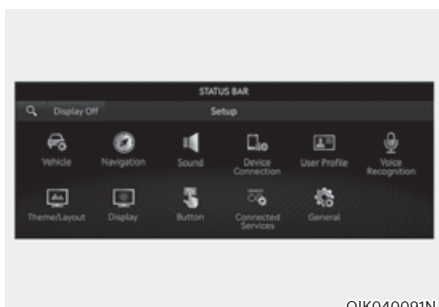 STATUS BAR
Display Off Setup
Vehicle Navigation Sound Device Connection User Profile Voice Recognition
Theme/Layout Display Button Connected Services General
OIK040091N